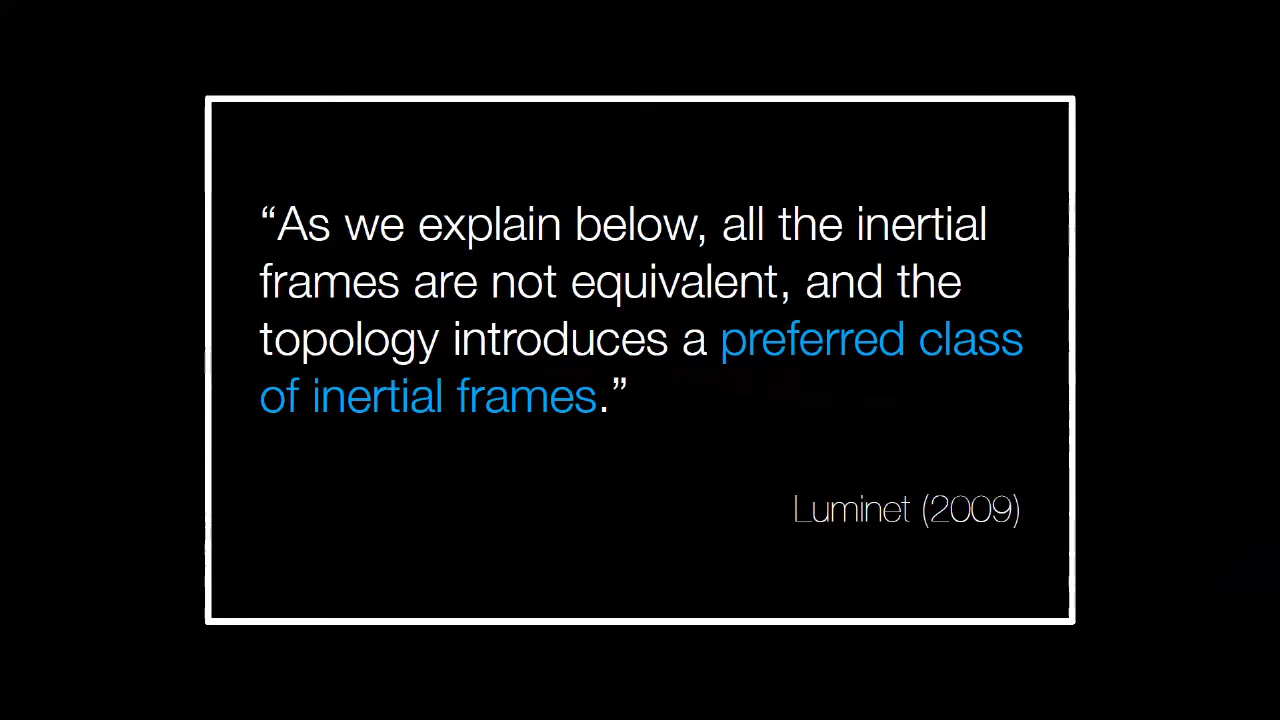 “As we explain below, all the inertial
frames are not equivalent, and the
topology introduces a preferred class
of inertial frames.”
Luminet (2009)